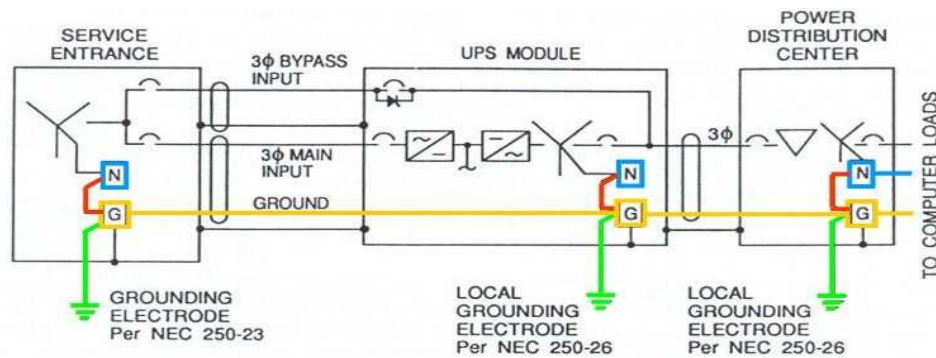 SERVICE
ENTRANCE
3ϕ BYPASS
INPUT
UPS MODULE
POWER
DISTRIBUTION
CENTER
3ϕ MAIN
INPUT
3ϕ
N
N
N
GROUND
G
G
G
TO COMPUTER LOADS
GROUNDING
ELECTRODE
Per NEC 250-23
LOCAL
GROUNDING
ELECTRODE
Per NEC 250-26
LOCAL
GROUNDING
ELECTRODE
Per NEC 250-26